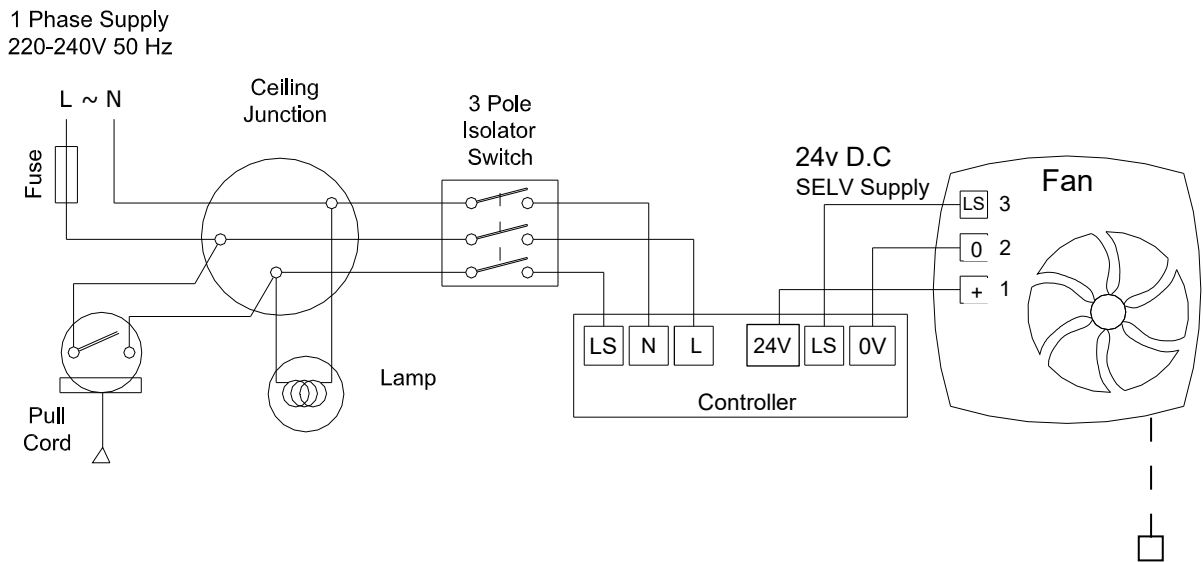 1 Phase Supply
220-240V 50 Hz
L ~ N
Fuse
Ceiling
Junction
3 Pole
Isolator
Switch
24v D.C
SELV Supply
Fan
LS 3
0 2
+ 1
LS N L 24V LS 0V
Controller
Lamp
Pull
Cord